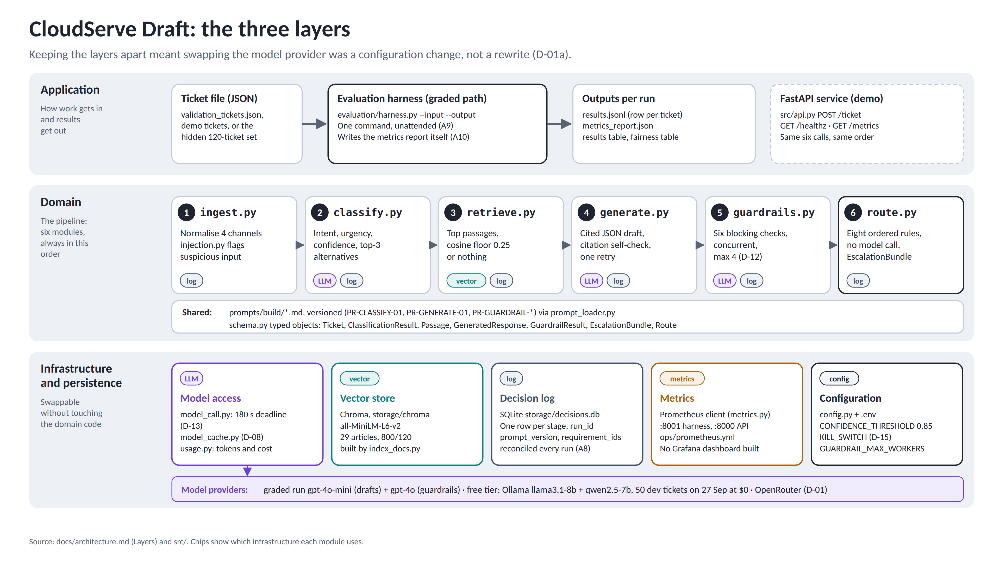 CloudServe Draft: the three layers
Keeping the layers apart meant swapping the model provider was a configuration change, not a rewrite (D-01a).
Application
How work gets in
and results
get out
Ticket file (JSON)
validation_tickets.json,
demo tickets, or the
hidden 120-ticket set
Evaluation harness (graded path)
evaluation/harness.py --input --output
One command, unattended (A9)
Writes the metrics report itself (A10)
Outputs per run
results.jsonl (row per ticket)
metrics_report.json
results table, fairness table
FastAPI service (demo)
src/api.py POST /ticket
GET /healthz · GET /metrics
Same six calls, same order
Domain
The pipeline:
six modules,
always in this
order
1 ingest.py
Normalise 4 channels
injection.py flags
suspicious input
log
2 classify.py
Intent, urgency,
confidence, top-3
alternatives
LLM log
3 retrieve.py
Top passages,
cosine floor 0.25
or nothing
vector log
4 generate.py
Cited JSON draft,
citation self-check,
one retry
LLM log
5 guardrails.py
Six blocking checks,
concurrent,
max 4 (D-12)
LLM log
6 route.py
Eight ordered rules,
no model call,
EscalationBundle
log
Shared: prompts/build/*.md, versioned (PR-CLASSIFY-01, PR-GENERATE-01, PR-GUARDRAIL-*) via prompt_loader.py
schema.py typed objects: Ticket, ClassificationResult, Passage, GeneratedResponse, GuardrailResult, EscalationBundle, Route
Infrastructure
and persistence
Swappable
without touching
the domain code
LLM
Model access
model_call.py: 180 s deadline
(D-13)
model_cache.py (D-08)
usage.py: tokens and cost
vector
Vector store
Chroma, storage/chroma
all-MiniLM-L6-v2
29 articles, 800/120
built by index_docs.py
log
Decision log
SQLite storage/decisions.db
One row per stage, run_id
prompt_version, requirement_ids
reconciled every run (A8)
metrics
Metrics
Prometheus client (metrics.py)
:8001 harness, :8000 API
ops/prometheus.yml
No Grafana dashboard built
config
Configuration
config.py + .env
CONFIDENCE_THRESHOLD 0.85
KILL_SWITCH (D-15)
GUARDRAIL_MAX_WORKERS
Model providers: graded run gpt-4o-mini (drafts) + gpt-4o (guardrails) · free tier: Ollama llama3.1-8b + qwen2.5-7b, 50 dev tickets on 27 Sep at $0 · OpenRouter (D-01)
Source: docs/architecture.md (Layers) and src/. Chips show which infrastructure each module uses.